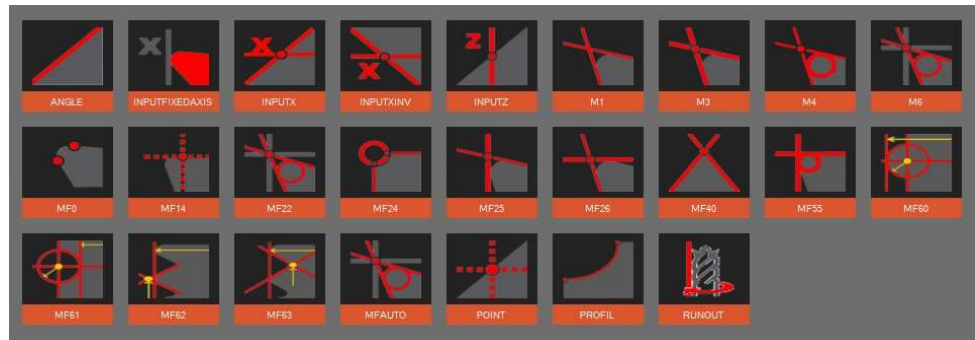 X
X
X
Z
ANGLE
INPUTFIXEDAXIS
INPUTX
INPUTXINV
INPUTZ
M1
M3
M4
M6
MF0
MF14
MF22
MF24
MF25
MF26
MF40
MF55
MF60
MF61
MF62
MF63
MFAUTO
POINT
PROFIL
RUNOUT